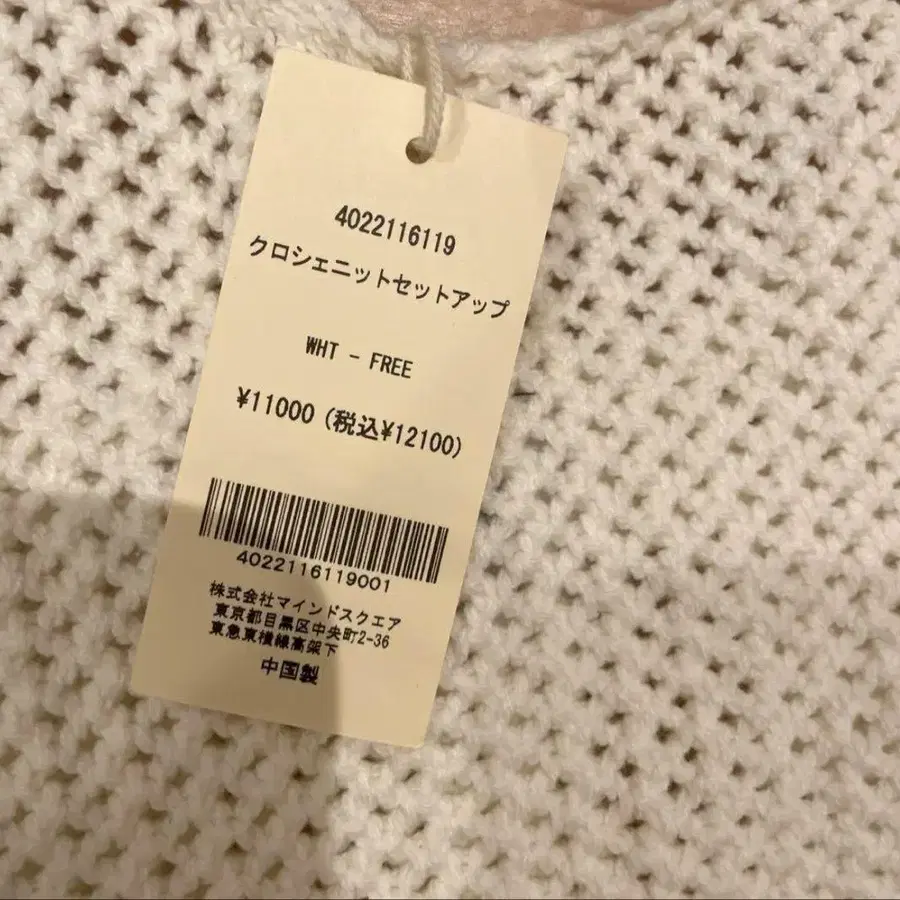 4022116119
クロシェニットセットアップ
WHT - FREE
¥11000 (税込¥12100)
4022116119001
株式会社マインドスクエア
東京都目黒区中央町2-36
東急東横線高架下
中国製